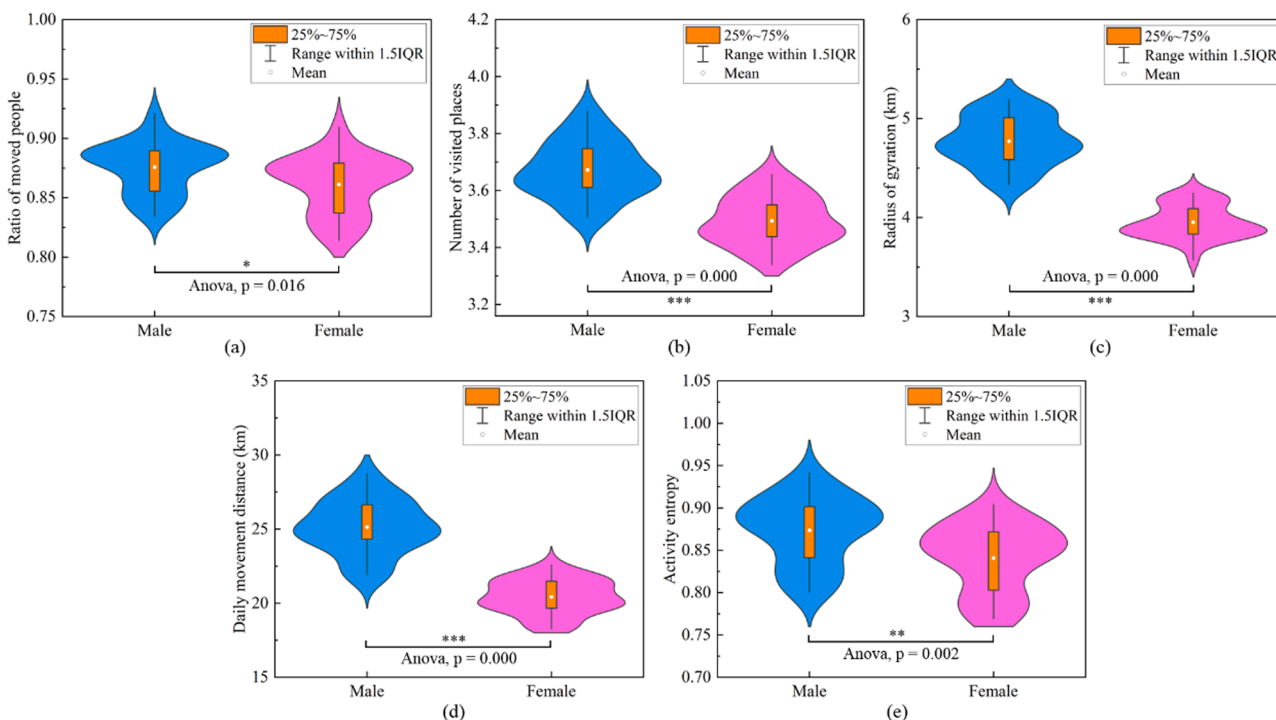 1.00
0.95
0.90
0.85
0.80
0.75
Ratio of moved people
25%~75%
Range within 1.5IQR
Mean
*
Anova, p = 0.016
Male
Female
(a)
4.2
4.0
3.8
3.6
3.4
3.2
Number of visited places
25%~75%
Range within 1.5IQR
Mean
Anova, p = 0.000
***
Male
Female
(b)
6
5
4
3
Radius of gyration (km)
25%~75%
Range within 1.5IQR
Mean
Anova, p = 0.000
***
Male
Female
(c)
35
30
25
20
15
Daily movement distance (km)
25%~75%
Range within 1.5IQR
Mean
***
Anova, p = 0.000
Male
Female
(d)
1.05
1.00
0.95
0.90
0.85
0.80
0.75
0.70
Activity entropy
25%~75%
Range within 1.5IQR
Mean
**
Anova, p = 0.002
Male
Female
(e)